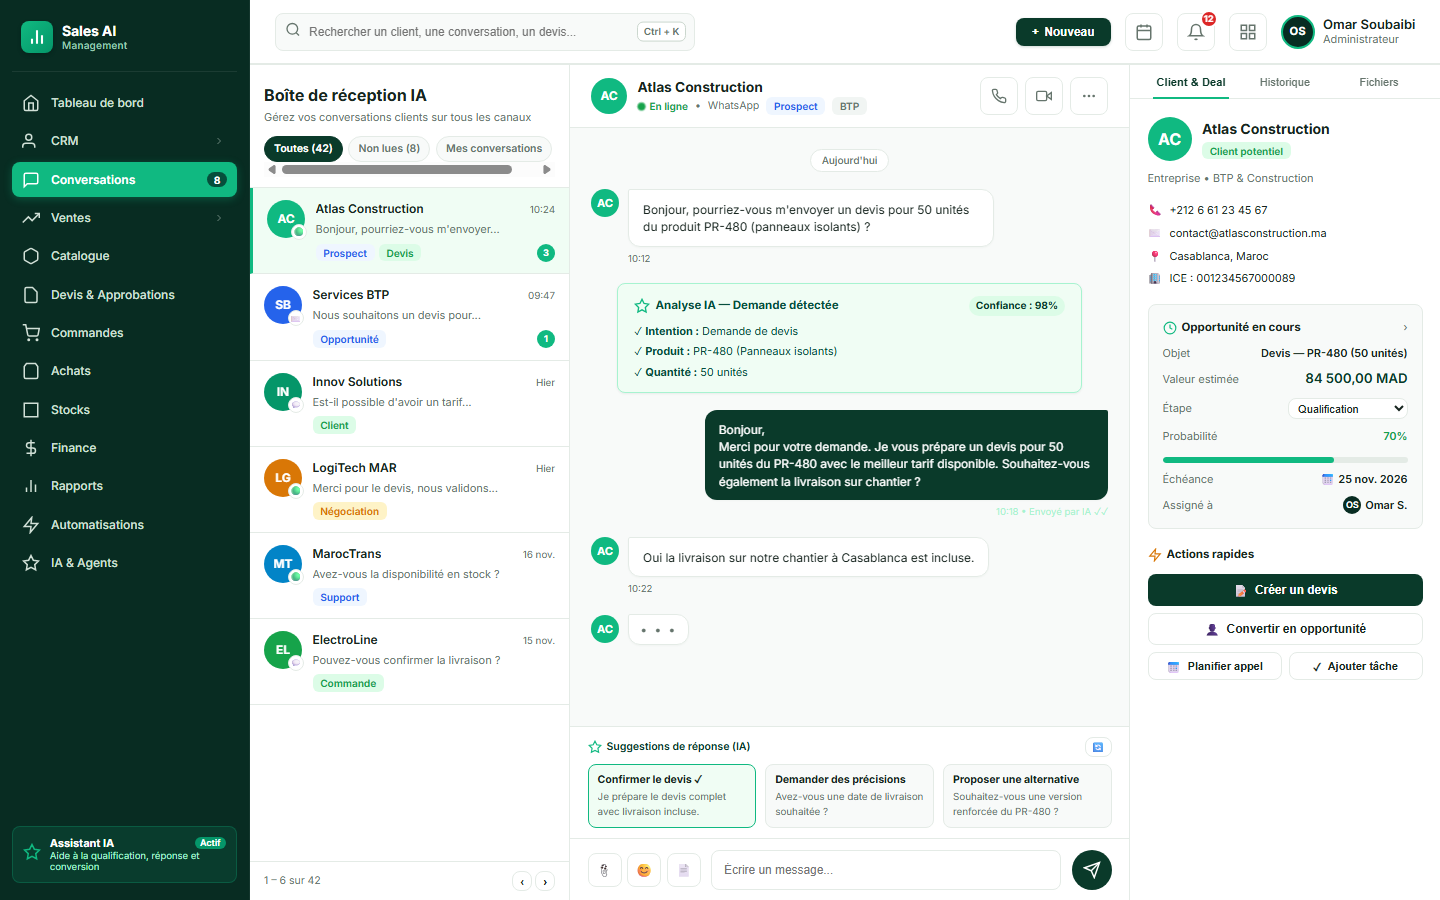 Sales AI
Management
Tableau de bord
CRM
Conversations
8
Ventes
Catalogue
Devis & Approbations
Commandes
Achats
Stocks
Finance
Rapports
Automatisations
IA & Agents
Assistant IA
Actif
Aide à la qualification, réponse et
conversion
Rechercher un client, une conversation, un devis...
Ctrl + K
+ Nouveau
12
OS
Omar Soubaibi
Administrateur
Boîte de réception IA
Gérez vos conversations clients sur tous les canaux
Toutes (42)
Non lues (8)
Mes conversations
AC
Atlas Construction
10:24
Bonjour, pourriez-vous m'envoyer...
Prospect
Devis
3
SB
Services BTP
09:47
Nous souhaitons un devis pour...
Opportunité
1
IN
Innov Solutions
Hier
Est-il possible d'avoir un tarif...
Client
LG
LogiTech MAR
Hier
Merci pour le devis, nous validons...
Négociation
MT
MarocTrans
16 nov.
Avez-vous la disponibilité en stock ?
Support
EL
ElectroLine
15 nov.
Pouvez-vous confirmer la livraison ?
Commande
1 – 6 sur 42
‹
›
AC
Atlas Construction
En ligne • WhatsApp
Prospect
BTP
Aujourd'hui
AC
Bonjour, pourriez-vous m'envoyer un devis pour 50 unités
du produit PR-480 (panneaux isolants) ?
10:12
Analyse IA — Demande détectée
Confiance : 98%
✓ Intention : Demande de devis
✓ Produit : PR-480 (Panneaux isolants)
✓ Quantité : 50 unités
Bonjour,
Merci pour votre demande. Je vous prépare un devis pour 50
unités du PR-480 avec le meilleur tarif disponible. Souhaitez-vous
également la livraison sur chantier ?
10:18 • Envoyé par IA ✓✓
AC
Oui la livraison sur notre chantier à Casablanca est incluse.
10:22
AC
• • •
Suggestions de réponse (IA)
Confirmer le devis ✓
Je prépare le devis complet
avec livraison incluse.
Demander des précisions
Avez-vous une date de livraison
souhaitée ?
Proposer une alternative
Souhaitez-vous une version
renforcée du PR-480 ?
Écrire un message...
Client & Deal
Historique
Fichiers
AC
Atlas Construction
Client potentiel
Entreprise • BTP & Construction
+212 6 61 23 45 67
contact@atlasconstruction.ma
Casablanca, Maroc
ICE : 001234567000089
Opportunité en cours
›
Objet
Devis — PR-480 (50 unités)
Valeur estimée
84 500,00 MAD
Étape
Qualification
Probabilité
70%
Échéance
25 nov. 2026
Assigné à
OS
Omar S.
Actions rapides
Créer un devis
Convertir en opportunité
Planifier appel
✓ Ajouter tâche